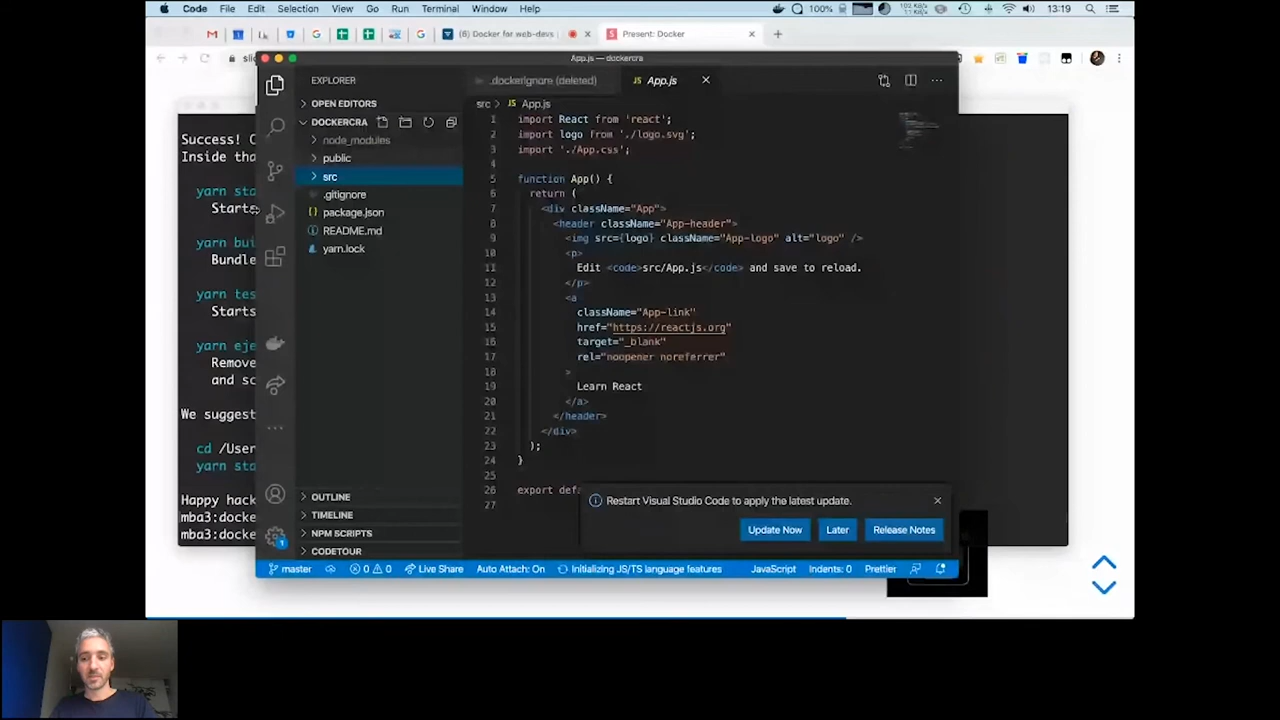 Code File Edit Selection View Go Run Terminal Window Help 100% 13:19
(6) Docker for web-devs Present: Docker
App.js — dockercra
Success! C
Inside tha
yarn sta
Starts
yarn bui
Bundle
yarn tes
Starts
yarn eje
Remove
and sc
We sugges
cd /User
yarn sta
Happy hack
mba3:docke
mba3:docke
EXPLORER
OPEN EDITORS
DOCKERCRA
node_modules
public
src
.gitignore
package.json
README.md
yarn.lock
OUTLINE
TIMELINE
NPM SCRIPTS
CODETOUR
.dockerignore (deleted) App.js
src > App.js
1 import React from 'react';
2 import logo from './logo.svg';
3 import './App.css';
4
5 function App() {
6 return (
7 <div className="App">
8 <header className="App-header">
9 <img src={logo} className="App-logo" alt="logo" />
10 <p>
11 Edit <code>src/App.js</code> and save to reload.
12 </p>
13 <a
14 className="App-link"
15 href="https://reactjs.org"
16 target="_blank"
17 rel="noopener noreferrer"
18 >
19 Learn React
20 </a>
21 </header>
22 </div>
23 );
24 }
25
26 export defa
27
Restart Visual Studio Code to apply the latest update.
Update Now Later Release Notes
master 0 0 Live Share Auto Attach: On Initializing JS/TS language features JavaScript Indents: 0 Prettier